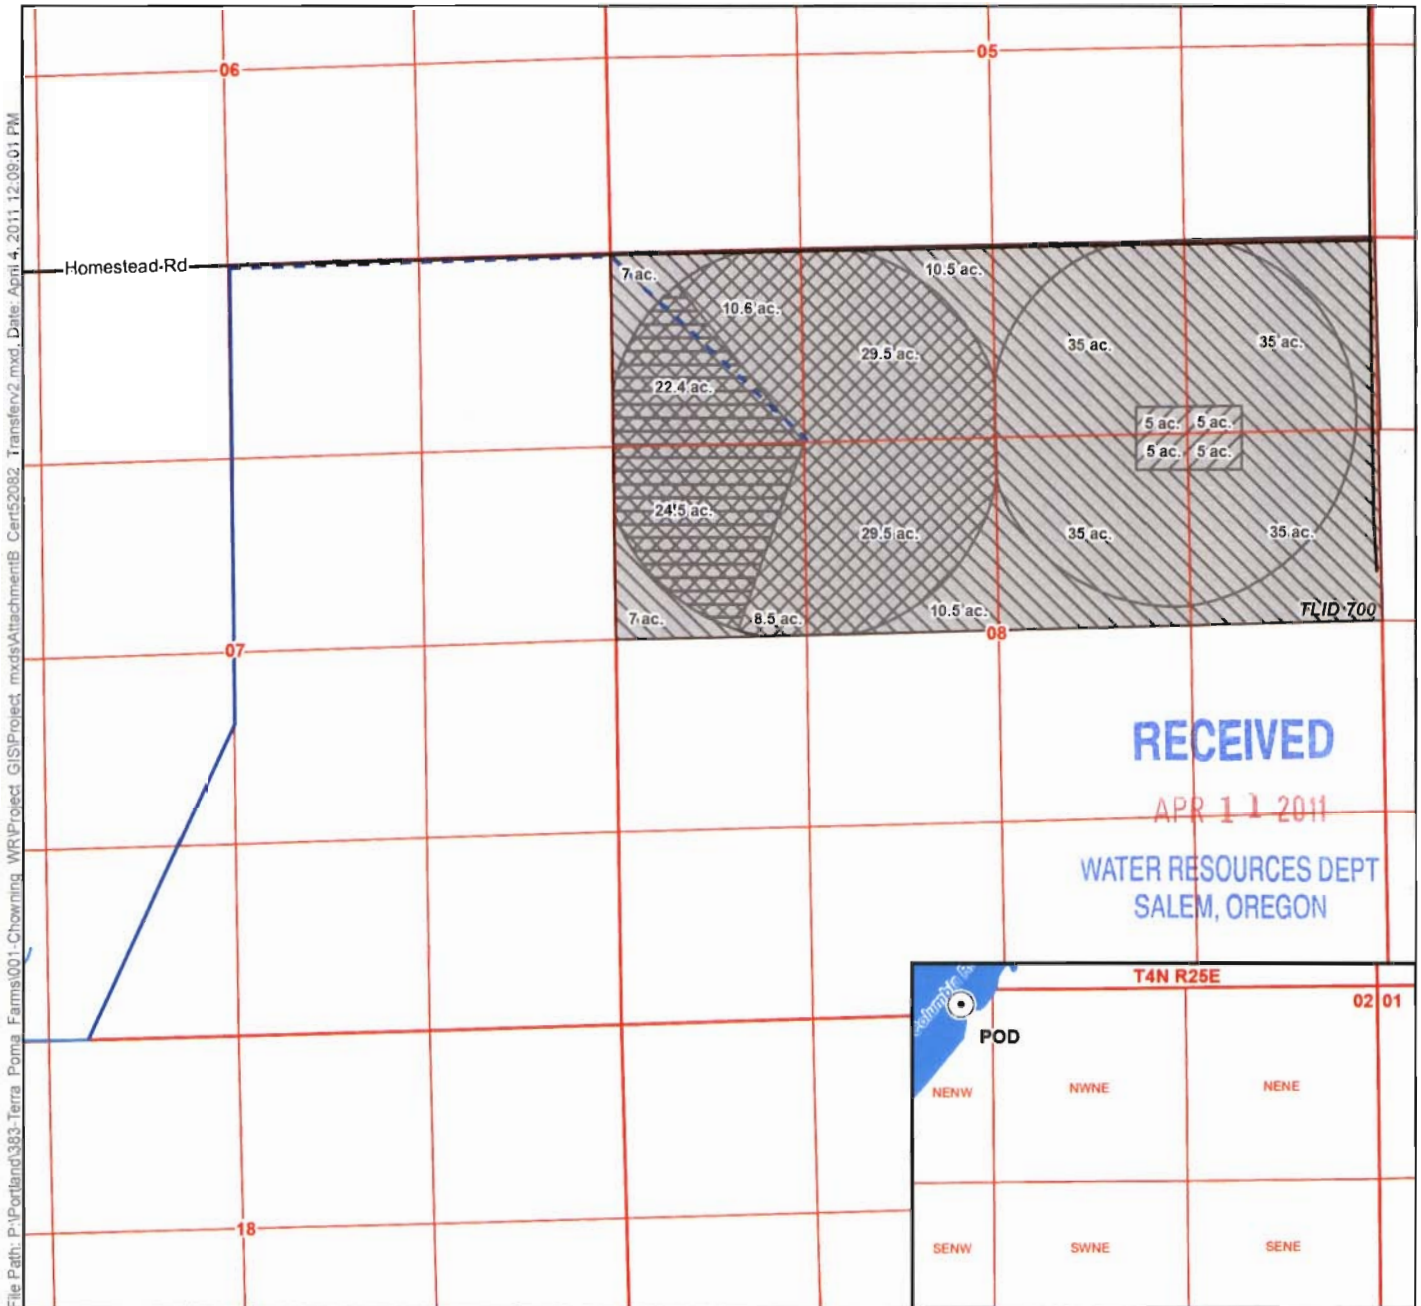 File Path: P:\Portland\383-Terra Poma Farms\001-Chowning WR\Project GIS\Project_mxds\AttachmentB_Cert52082_Transferv2.mxd, Date: April 4, 2011 12:09:01 PM
06
05
Homestead Rd
7 ac.
10.5 ac.
10.6 ac.
29.5 ac.
35 ac.
35 ac.
22.4 ac.
5 ac.
5 ac.
5 ac.
5 ac.
24.5 ac.
29.5 ac.
35 ac.
35 ac.
7 ac.
8.5 ac.
10.5 ac.
TLID 700
08
07
RECEIVED
APR 11 2011
WATER RESOURCES DEPT
SALEM, OREGON
T4N R25E
02 01
POD
NENW
NWNE
NENE
18
SENW
SWNE
SENE